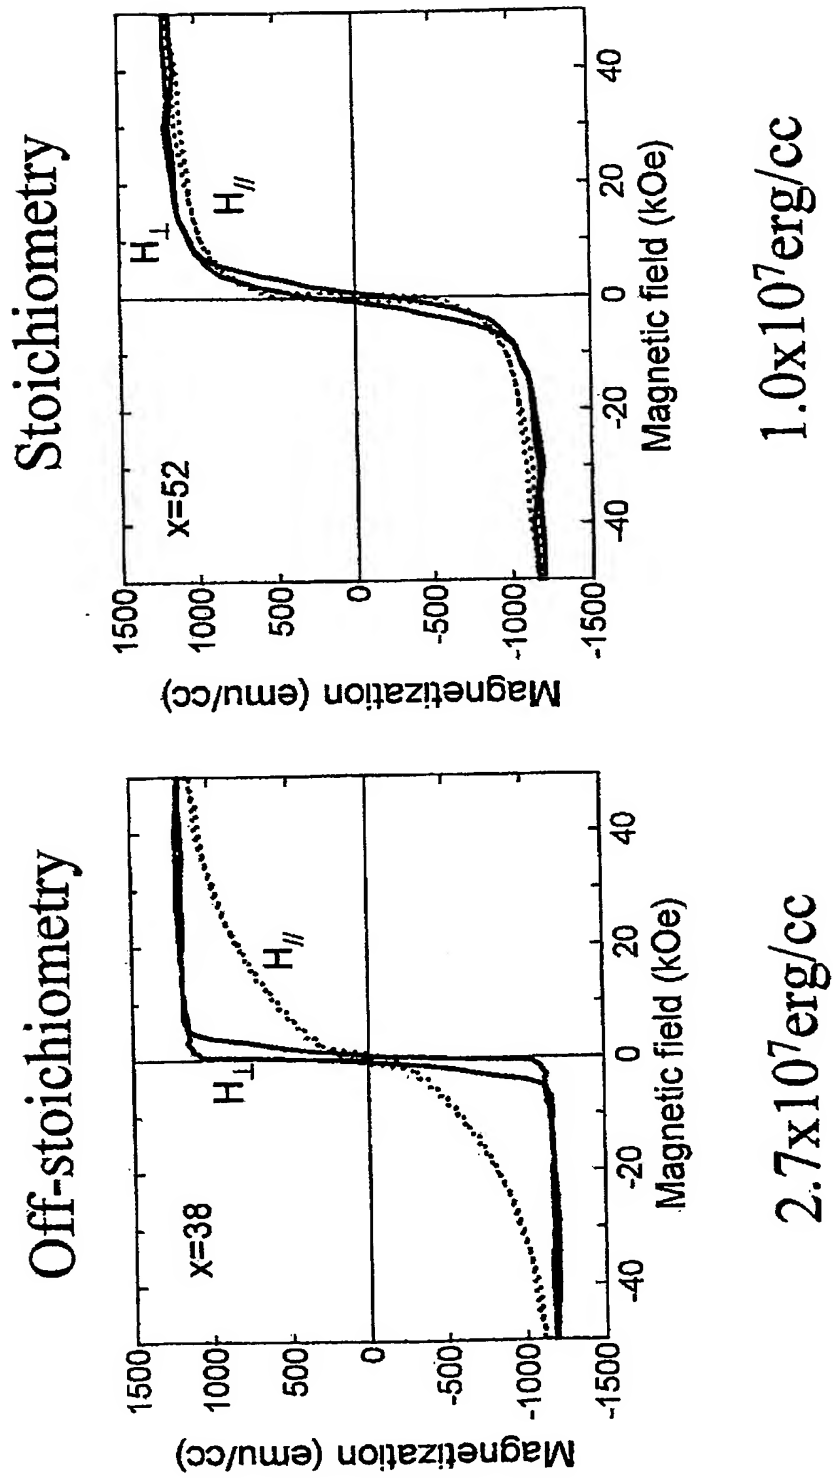 Off-stoichiometry
Magnetization (emu/cc)
1500
1000
500
0
-500
-1000
-1500
x=38
H⊥
H//
-40
-20
0
20
40
Magnetic field (kOe)
2.7x10⁷erg/cc
Stoichiometry
Magnetization (emu/cc)
1500
1000
500
0
-500
-1000
-1500
x=52
H⊥
H//
-40
-20
0
20
40
Magnetic field (kOe)
1.0x10⁷erg/cc